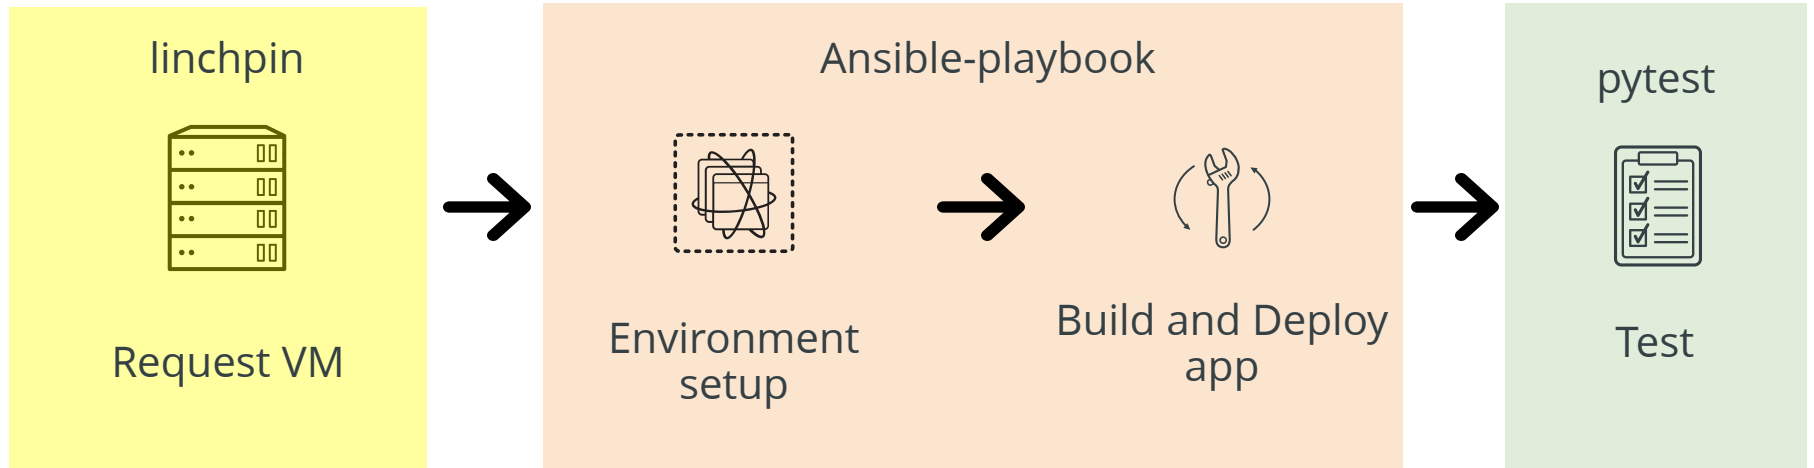 linchpin
Request VM
Ansible-playbook
Environment
setup
Build and Deploy
app
pytest
Test